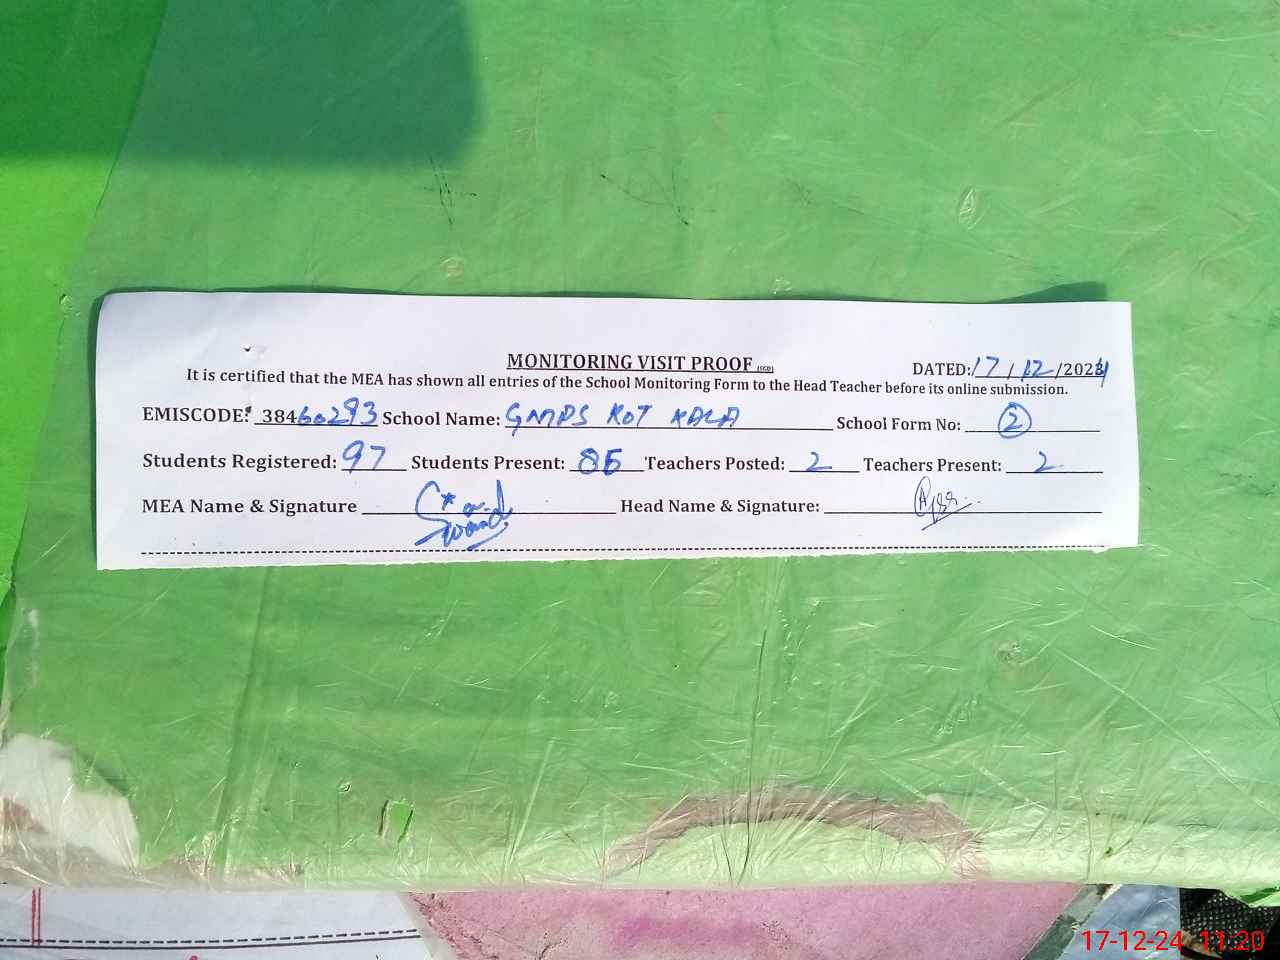 MONITORING VISIT PROOF (SGD) DATED: 17/12/2024
It is certified that the MEA has shown all entries of the School Monitoring Form to the Head Teacher before its online submission.
EMISCODE: 38460293 School Name: GMPS KOT KALA School Form No: 2
Students Registered: 97 Students Present: 85 Teachers Posted: 2 Teachers Present: 2
MEA Name & Signature Head Name & Signature:
17-12-24 11:20